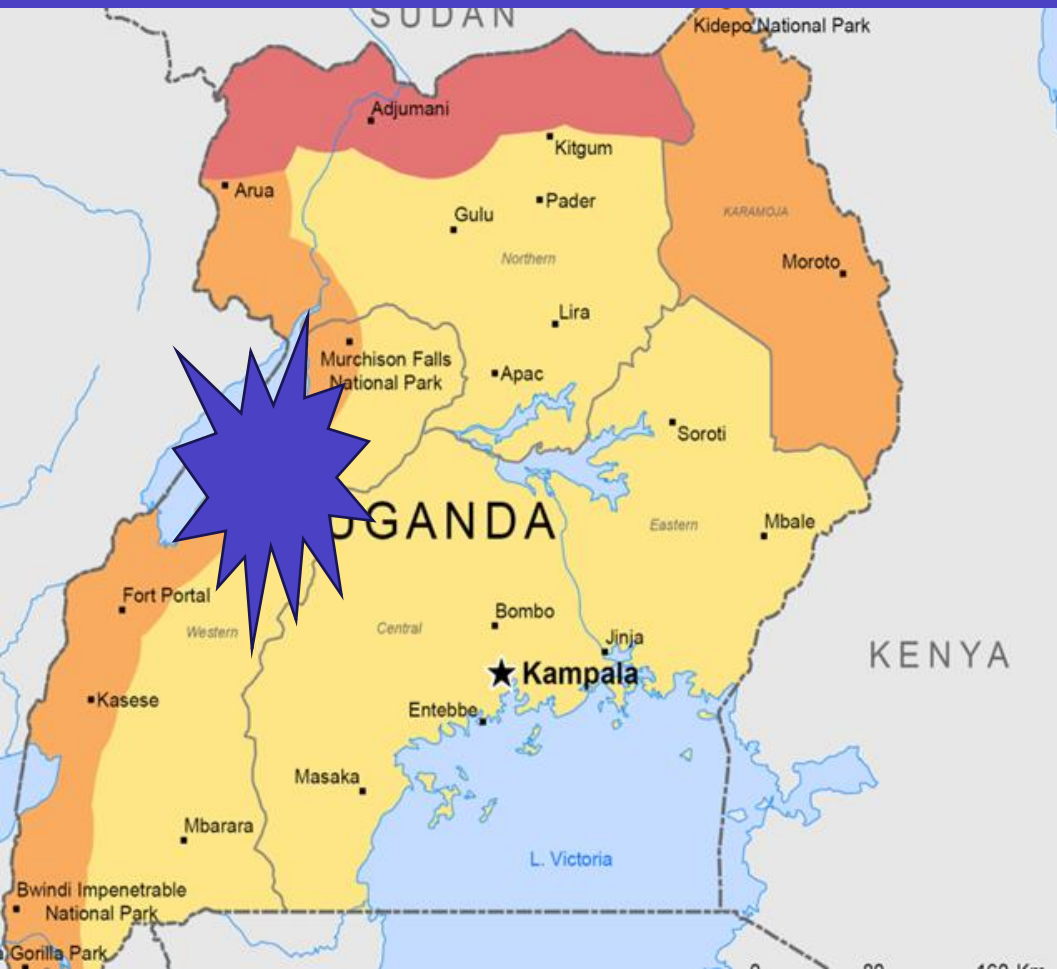 SUDAN
Kidepo National Park
Adjumani
Kitgum
Arua
Pader
Gulu
KARAMOJA
Northern
Moroto
Lira
Murchison Falls
National Park
Apac
Soroti
UGANDA
Eastern
Mbale
Fort Portal
Bombo
Western
Central
Jinja
KENYA
Kampala
Kasese
Entebbe
Masaka
Mbarara
L. Victoria
Bwindi Impenetrable
National Park
Gorilla Park